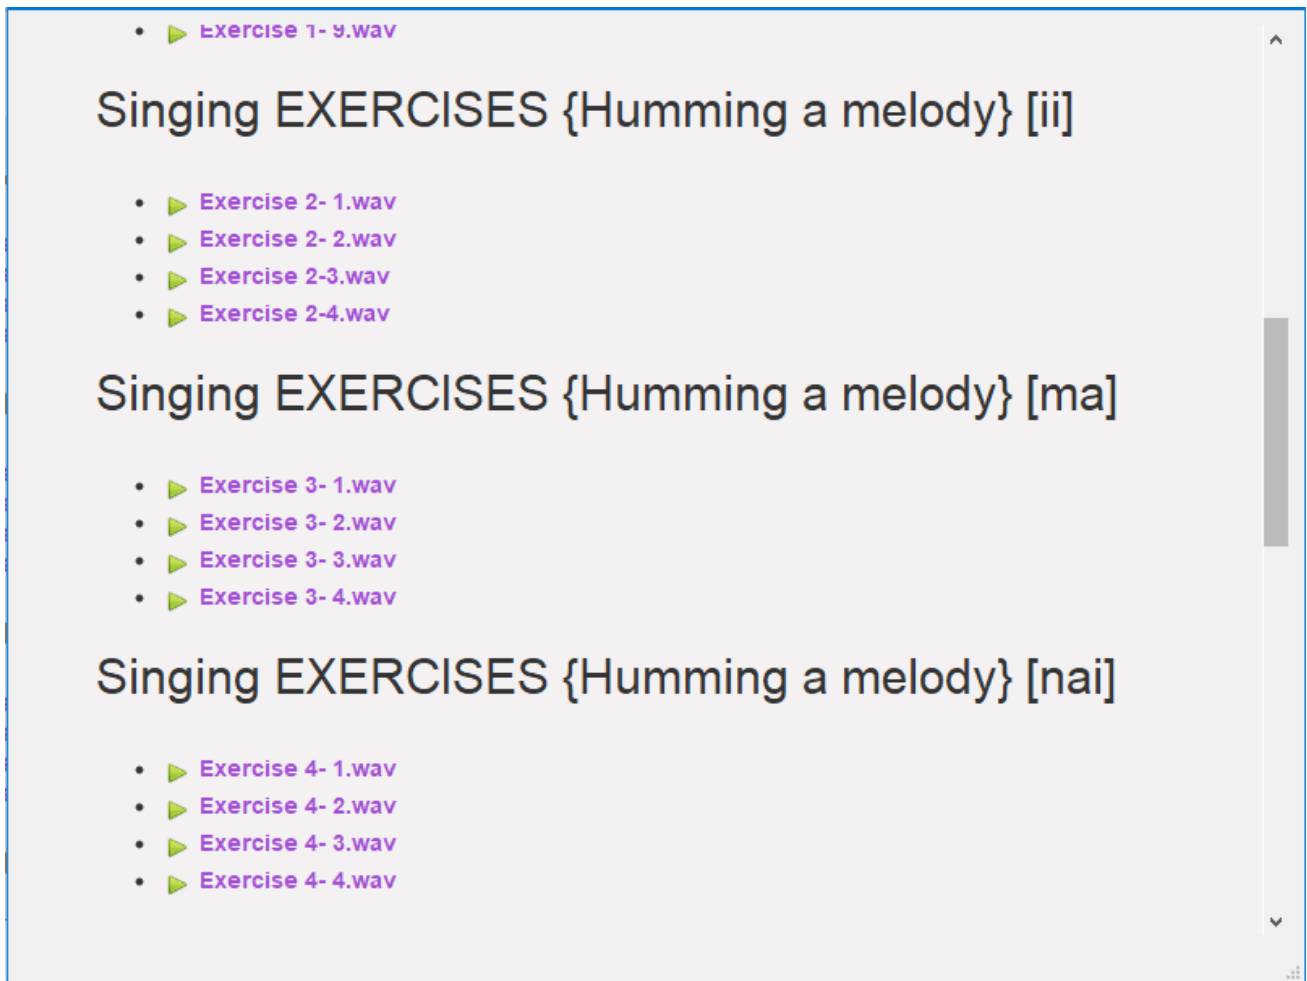 Exercise 1- 9.wav
Singing EXERCISES {Humming a melody} [ii]
Exercise 2- 1.wav
Exercise 2- 2.wav
Exercise 2-3.wav
Exercise 2-4.wav
Singing EXERCISES {Humming a melody} [ma]
Exercise 3- 1.wav
Exercise 3- 2.wav
Exercise 3- 3.wav
Exercise 3- 4.wav
Singing EXERCISES {Humming a melody} [nai]
Exercise 4- 1.wav
Exercise 4- 2.wav
Exercise 4- 3.wav
Exercise 4- 4.wav